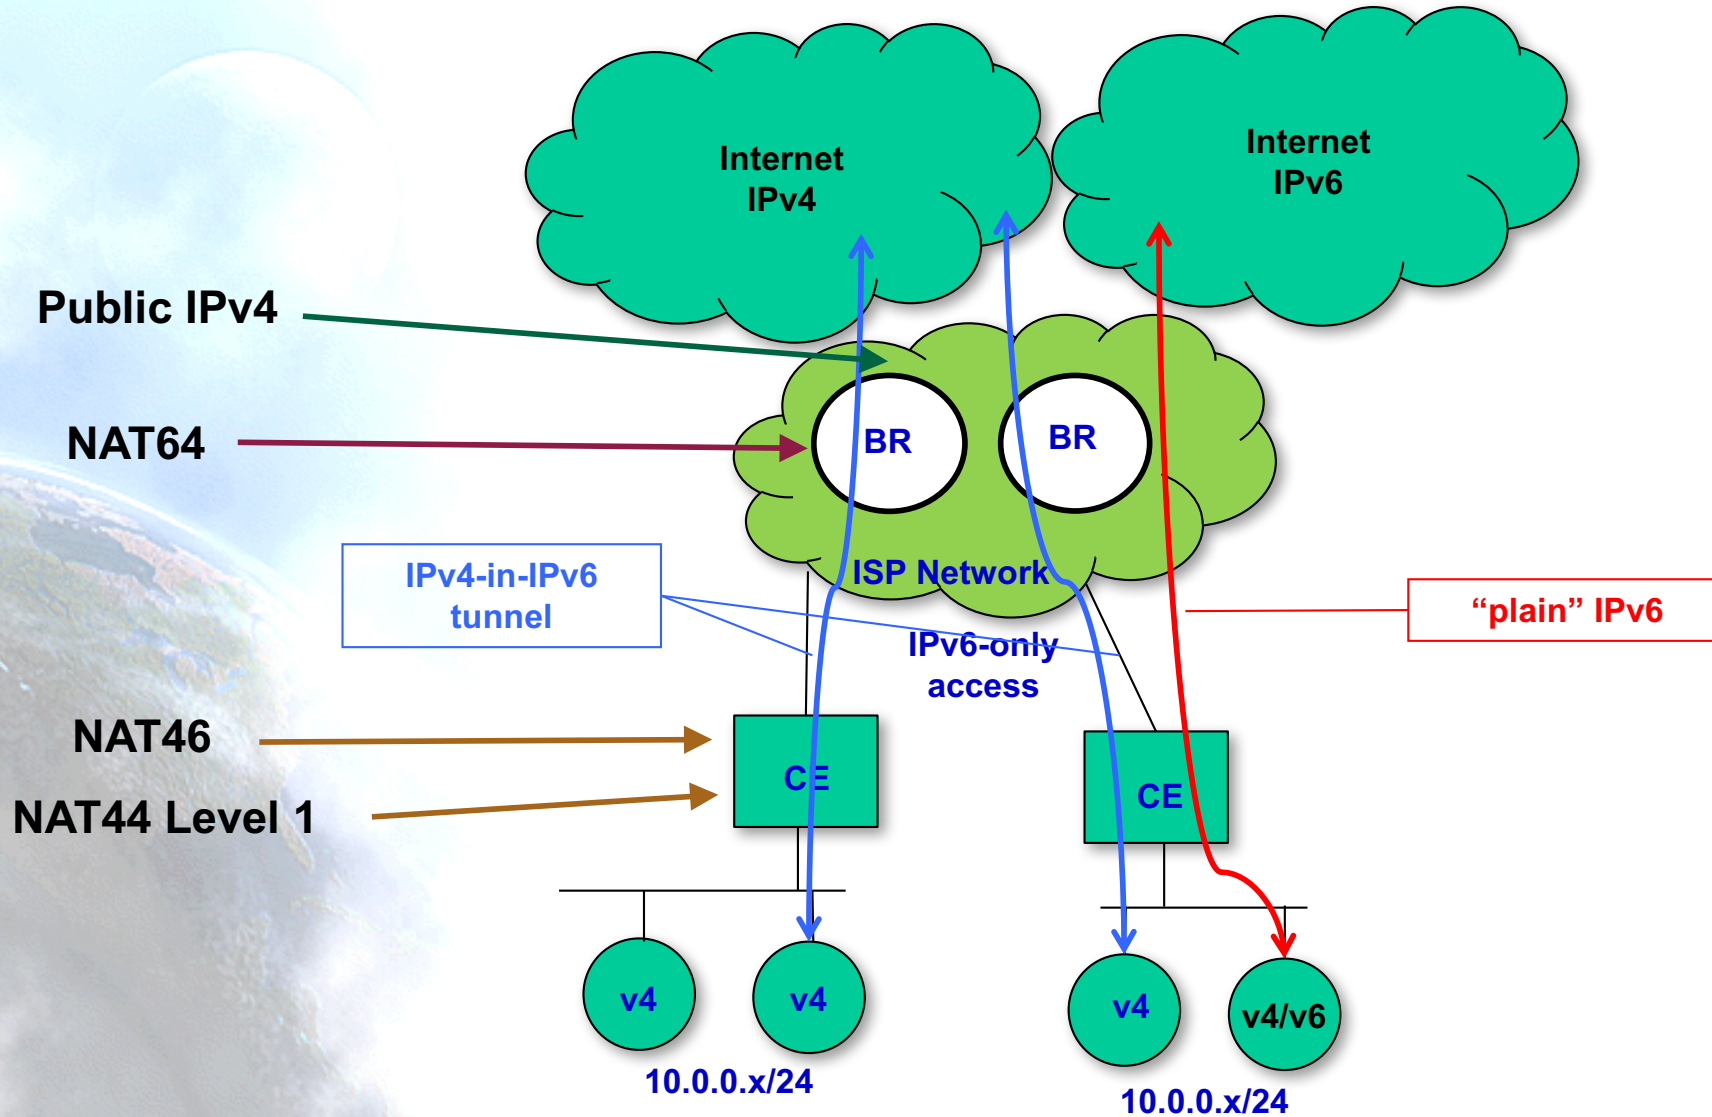 Internet
IPv4
Internet
IPv6
Public IPv4
NAT64
BR
BR
IPv4-in-IPv6
tunnel
ISP Network
“plain” IPv6
IPv6-only
access
NAT46
NAT44 Level 1
CE
CE
v4
v4
v4
v4/v6
10.0.0.x/24
10.0.0.x/24